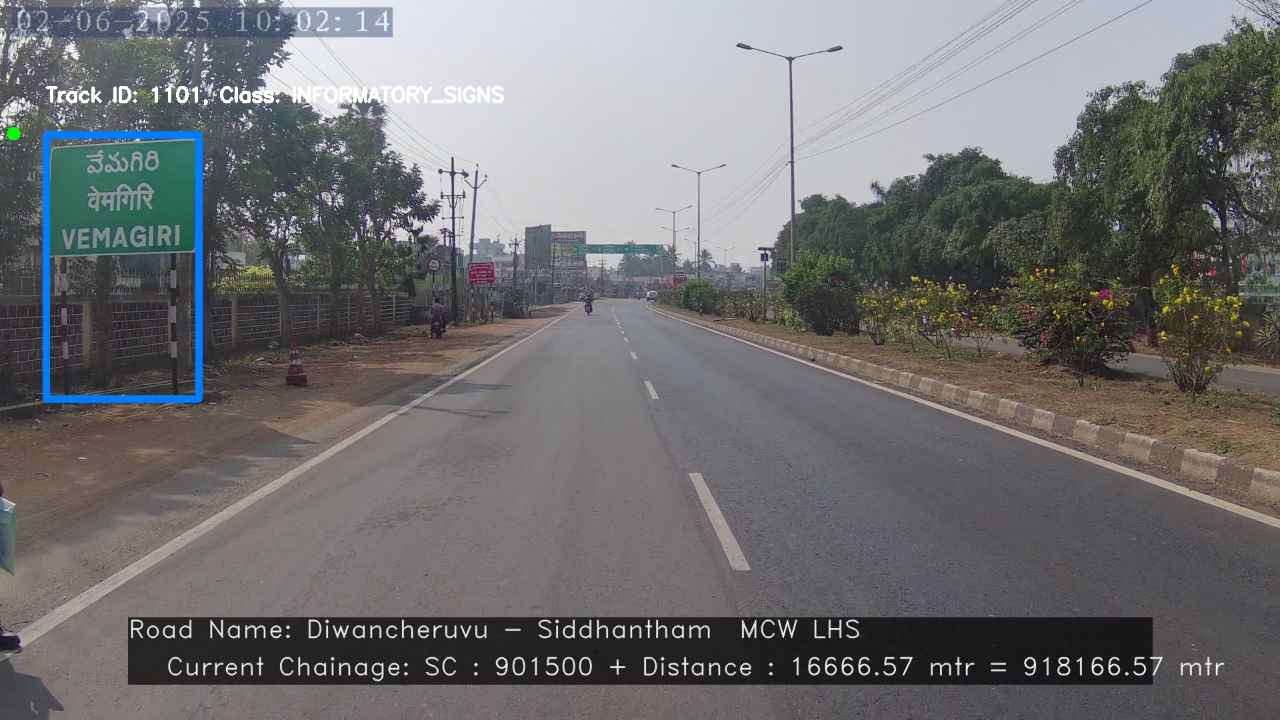 02-06-2025 10:02:14
Track ID: 1101, Class: INFORMATORY_SIGNS
వేమగిరి
वेमगिरि
VEMAGIRI
Road Name: Diwancheruvu - Siddhantham MCW LHS
Current Chainage: SC : 901500 + Distance : 16666.57 mtr = 918166.57 mtr